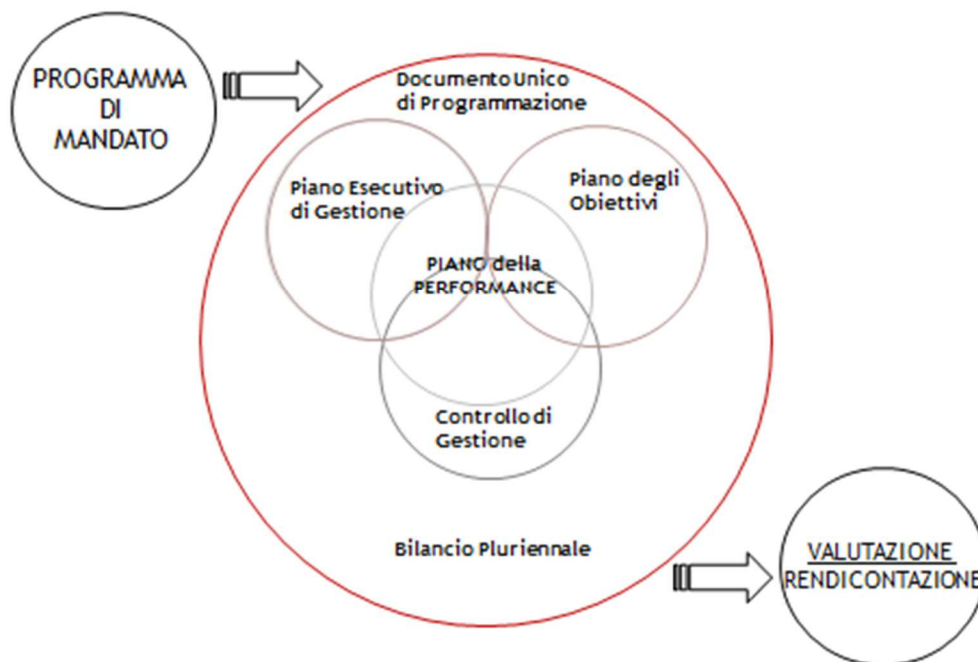 PROGRAMMA
DI
MANDATO
Documento Unico
di Programmazione
Piano Esecutivo
di Gestione
Piano degli
Obiettivi
PIANO della
PERFORMANCE
Controllo di
Gestione
Bilancio Pluriennale
VALUTAZIONE
RENDICONTAZIONE